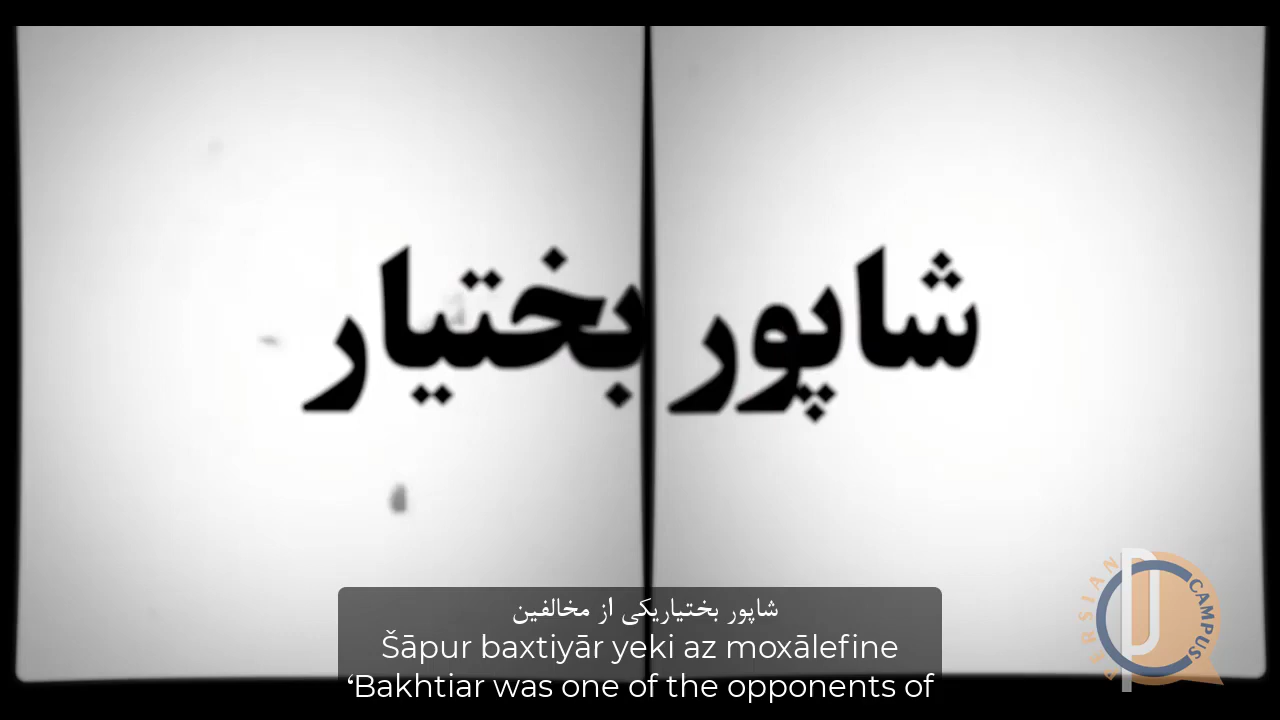 شاپور بختیار
شاپور بختیاریکی از مخالفین
Šāpur baxtiyār yeki az moxālefine
‘Bakhtiar was one of the opponents of
PERSIAN
CAMPUS